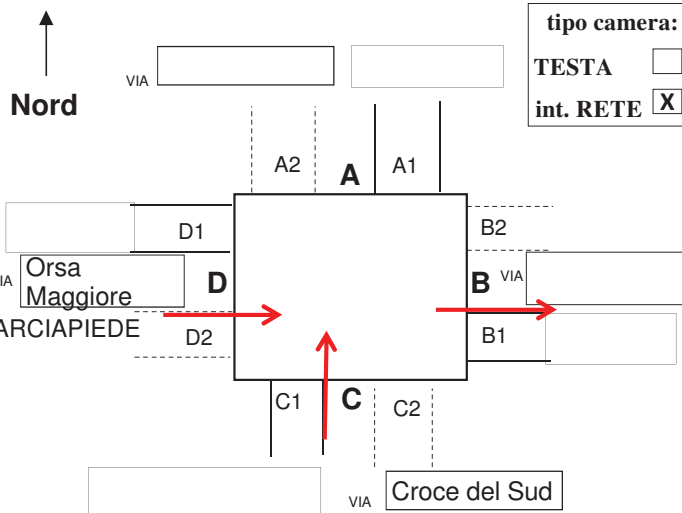 tipo camera:
VIA
Nord
TESTA
int. RETE X
A2
A
A1
D1
B2
VIA
Orsa
Maggiore
D
B
VIA
ARCIAPIEDE
D2
B1
C1
C
C2
VIA
Croce del Sud